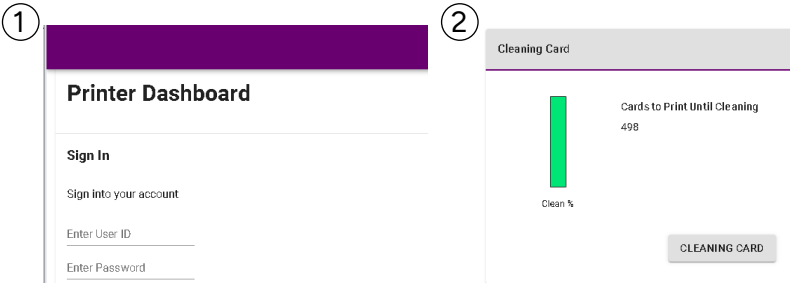 1
Printer Dashboard
Sign In
Sign into your account
Enter User ID
Enter Password
2
Cleaning Card
Cards to Print Until Cleaning
498
Clean %
CLEANING CARD